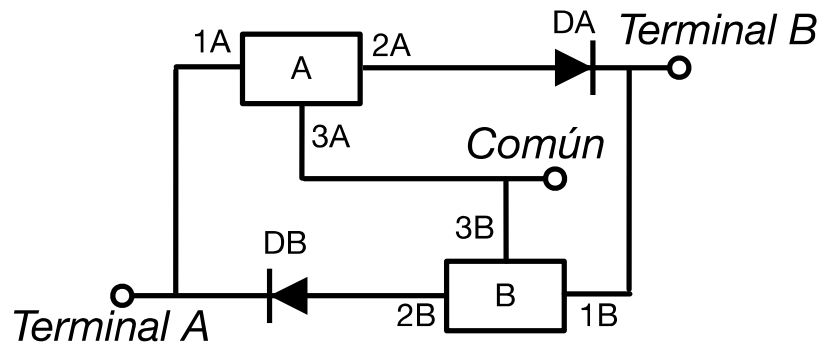 DA
Terminal B
1A
A
2A
3A
Común
3B
DB
B
2B
1B
Terminal A